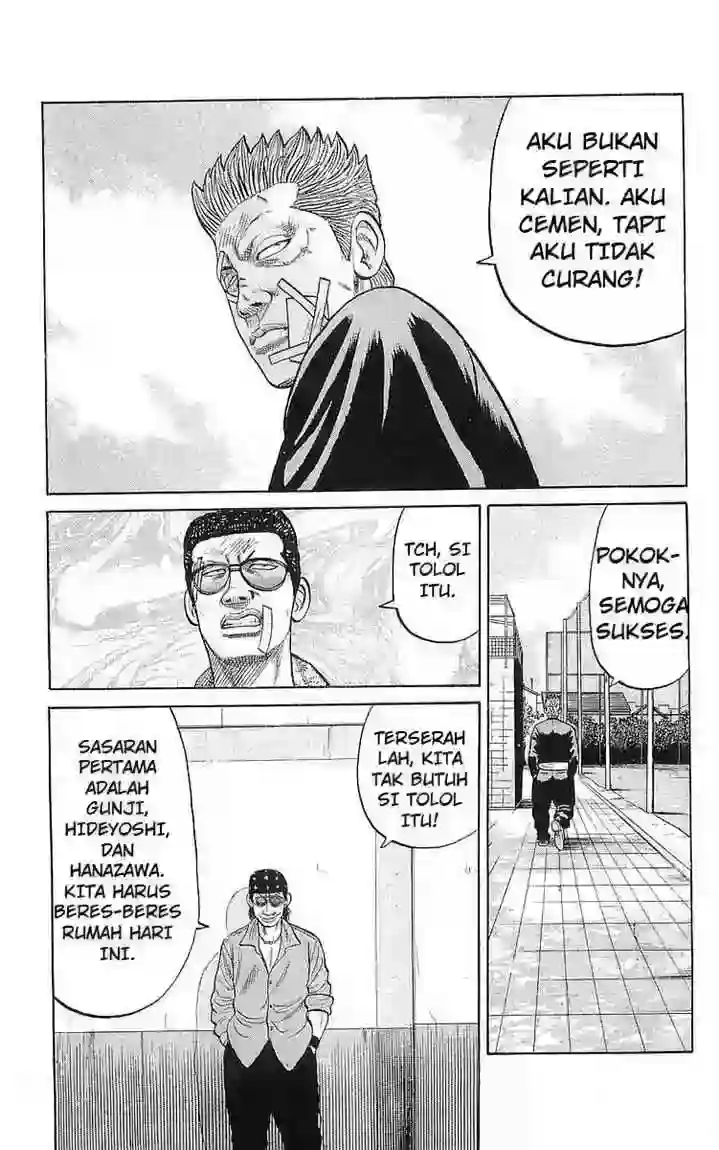 AKU BUKAN
SEPERTI
KALIAN. AKU
CEMEN, TAPI
AKU TIDAK
CURANG!
POKOK-
NYA,
SEMOGA
SUKSES.
TCH, SI
TOLOL
ITU.
TERSERAH
LAH, KITA
TAK BUTUH
SI TOLOL
ITU!
SASARAN
PERTAMA
ADALAH
GUNJI,
HIDEYOSHI,
DAN
HANAZAWA.
KITA HARUS
BERES-BERES
RUMAH HARI
INI.